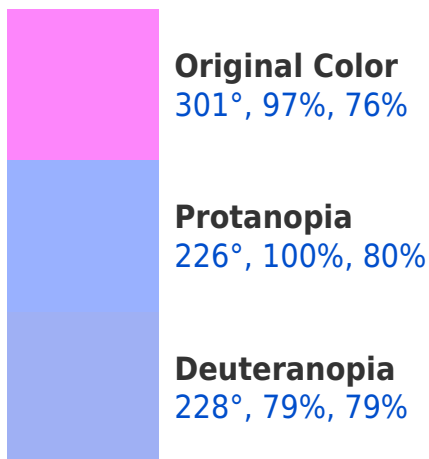 Original Color
301°, 97%, 76%
Protanopia
226°, 100%, 80%
Deuteranopia
228°, 79%, 79%